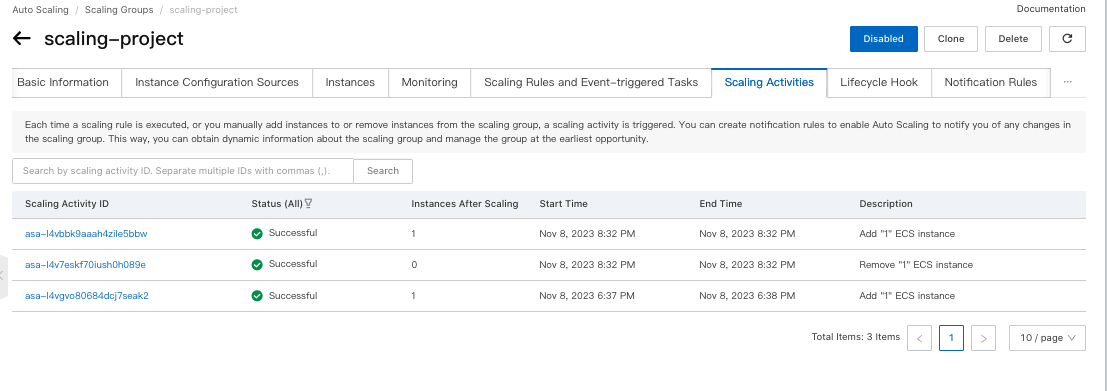 Auto Scaling / Scaling Groups / scaling-project
Documentation
← scaling-project
Disabled
Clone
Delete
Basic Information
Instance Configuration Sources
Instances
Monitoring
Scaling Rules and Event-triggered Tasks
Scaling Activities
Lifecycle Hook
Notification Rules
...
Each time a scaling rule is executed, or you manually add instances to or remove instances from the scaling group, a scaling activity is triggered. You can create notification rules to enable Auto Scaling to notify you of any changes in
the scaling group. This way, you can obtain dynamic information about the scaling group and manage the group at the earliest opportunity.
Search by scaling activity ID. Separate multiple IDs with commas (,).
Search
Scaling Activity ID Status (All) Instances After Scaling Start Time End Time Description
asa-l4vbbk9aaah4zile5bbw Successful 1 Nov 8, 2023 8:32 PM Nov 8, 2023 8:32 PM Add "1" ECS instance
asa-l4v7eskf70iush0h089e Successful 0 Nov 8, 2023 8:32 PM Nov 8, 2023 8:32 PM Remove "1" ECS instance
asa-l4vgvo80684dcj7seak2 Successful 1 Nov 8, 2023 6:37 PM Nov 8, 2023 6:38 PM Add "1" ECS instance
Total Items: 3 Items < 1 > 10 / page